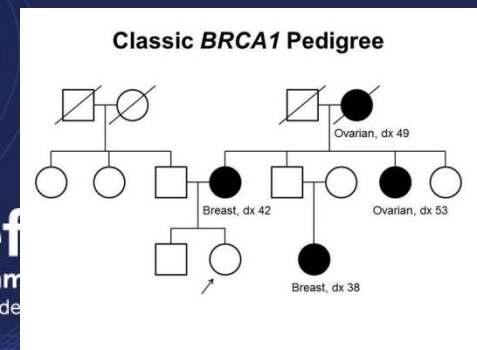 Classic BRCA1 Pedigree
Ovarian, dx 49
Breast, dx 42
Ovarian, dx 53
Breast, dx 38